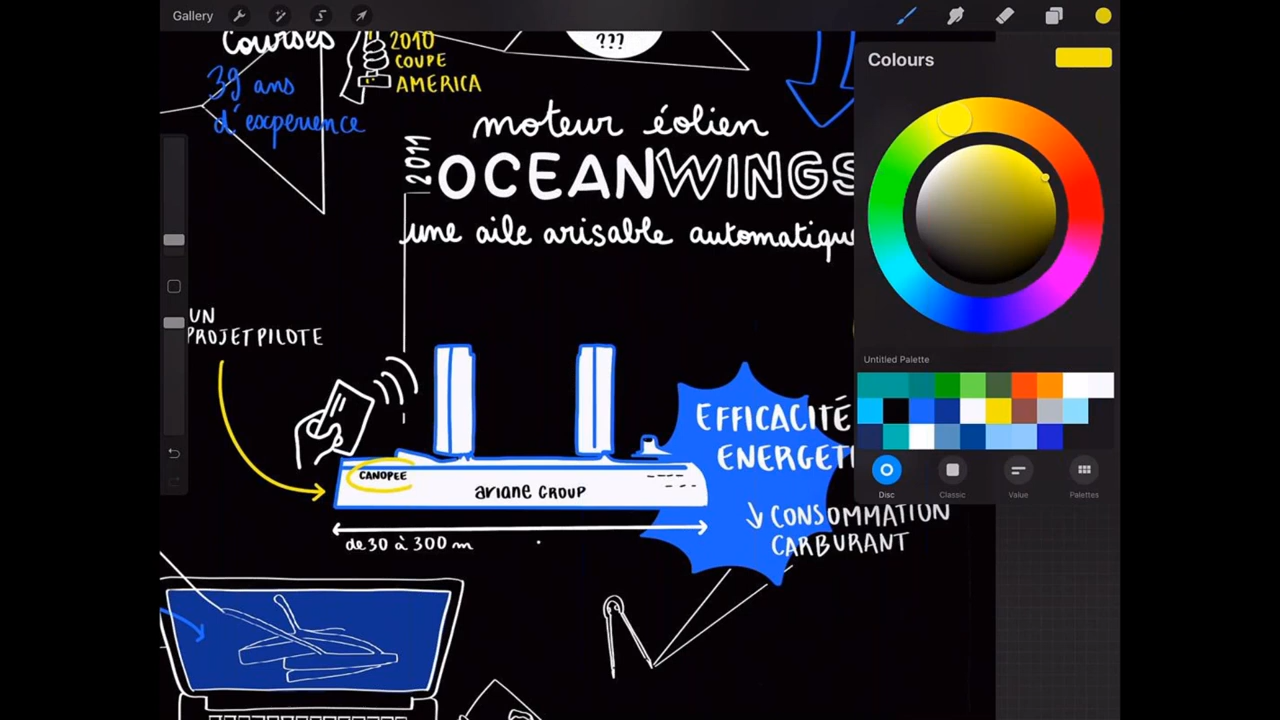 Gallery
Courses
39 ans
d'experience
2010
COUPE
AMERICA
???
moteur éolien
2011
OCEANWINGS
une aile arisable automatique
UN
PROJET PILOTE
CANOPEE
ariane GROUP
de 30 à 300 m
EFFICACITÉ
ENERGETI
↘ CONSOMMATION
CARBURANT
Colours
Untitled Palette
Disc
Classic
Value
Palettes